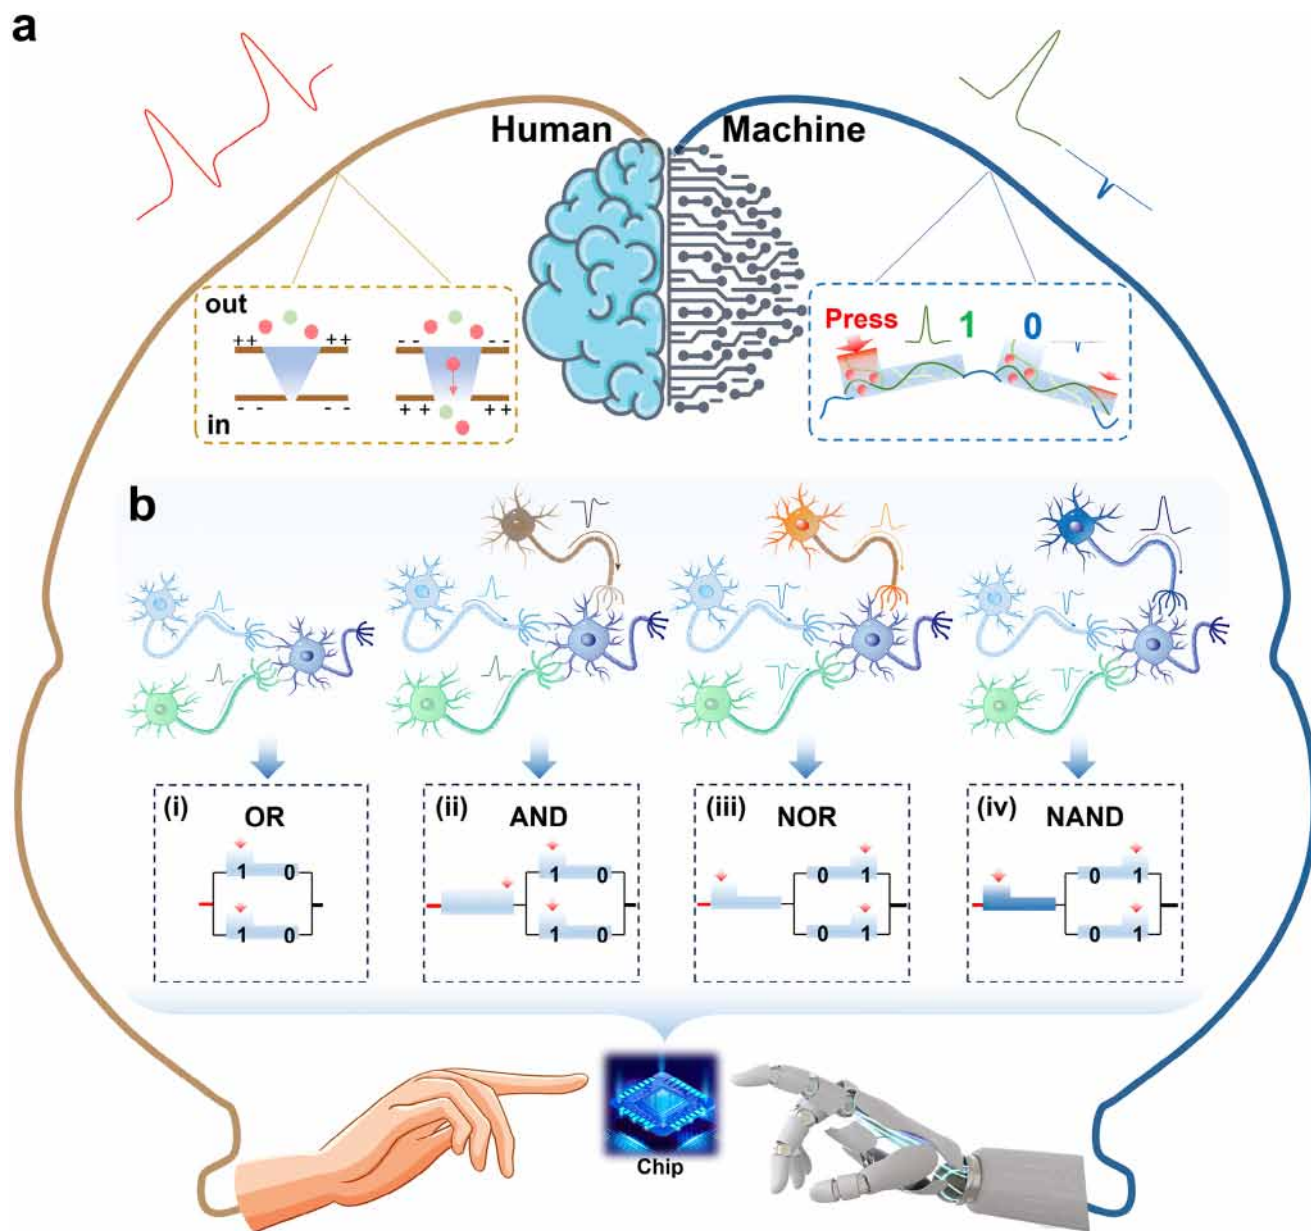 a
Human Machine
out
++ ++ - - - -
- - - - ++ ++
in
Press 1 0
b
(i) OR
1 0
1 0
(ii) AND
1 0
1 0
(iii) NOR
0 1
0 1
(iv) NAND
0 1
0 1
Chip